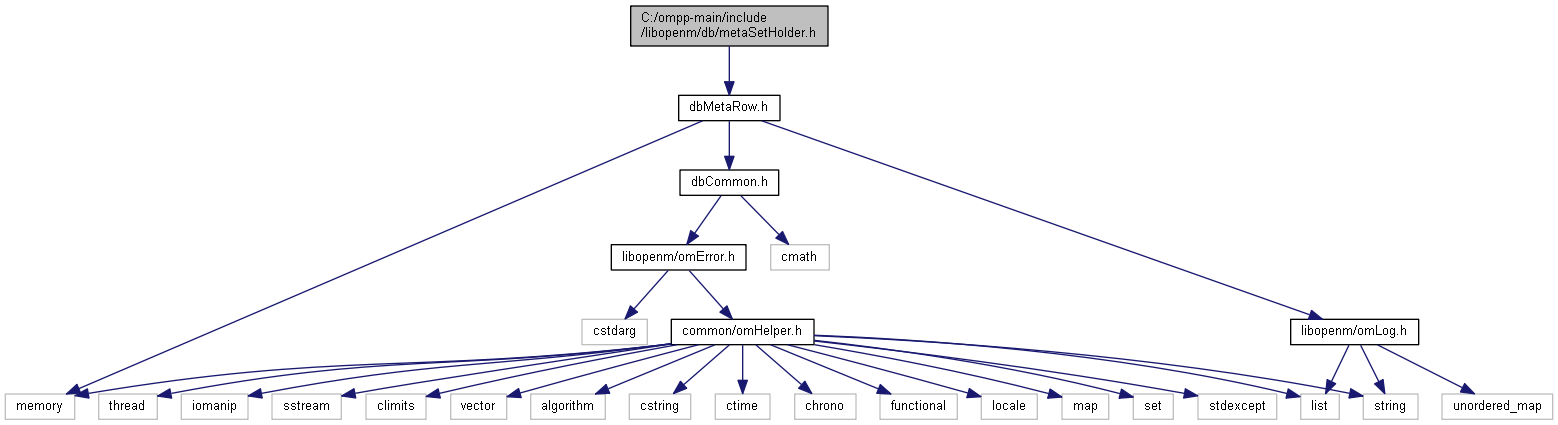 C:/ompp-main/include
/libopenm/db/metaSetHolder.h
dbMetaRow.h
dbCommon.h
libopenm/omError.h
cmath
cstdarg
common/omHelper.h
libopenm/omLog.h
memory
thread
iomanip
sstream
climits
vector
algorithm
cstring
ctime
chrono
functional
locale
map
set
stdexcept
list
string
unordered_map